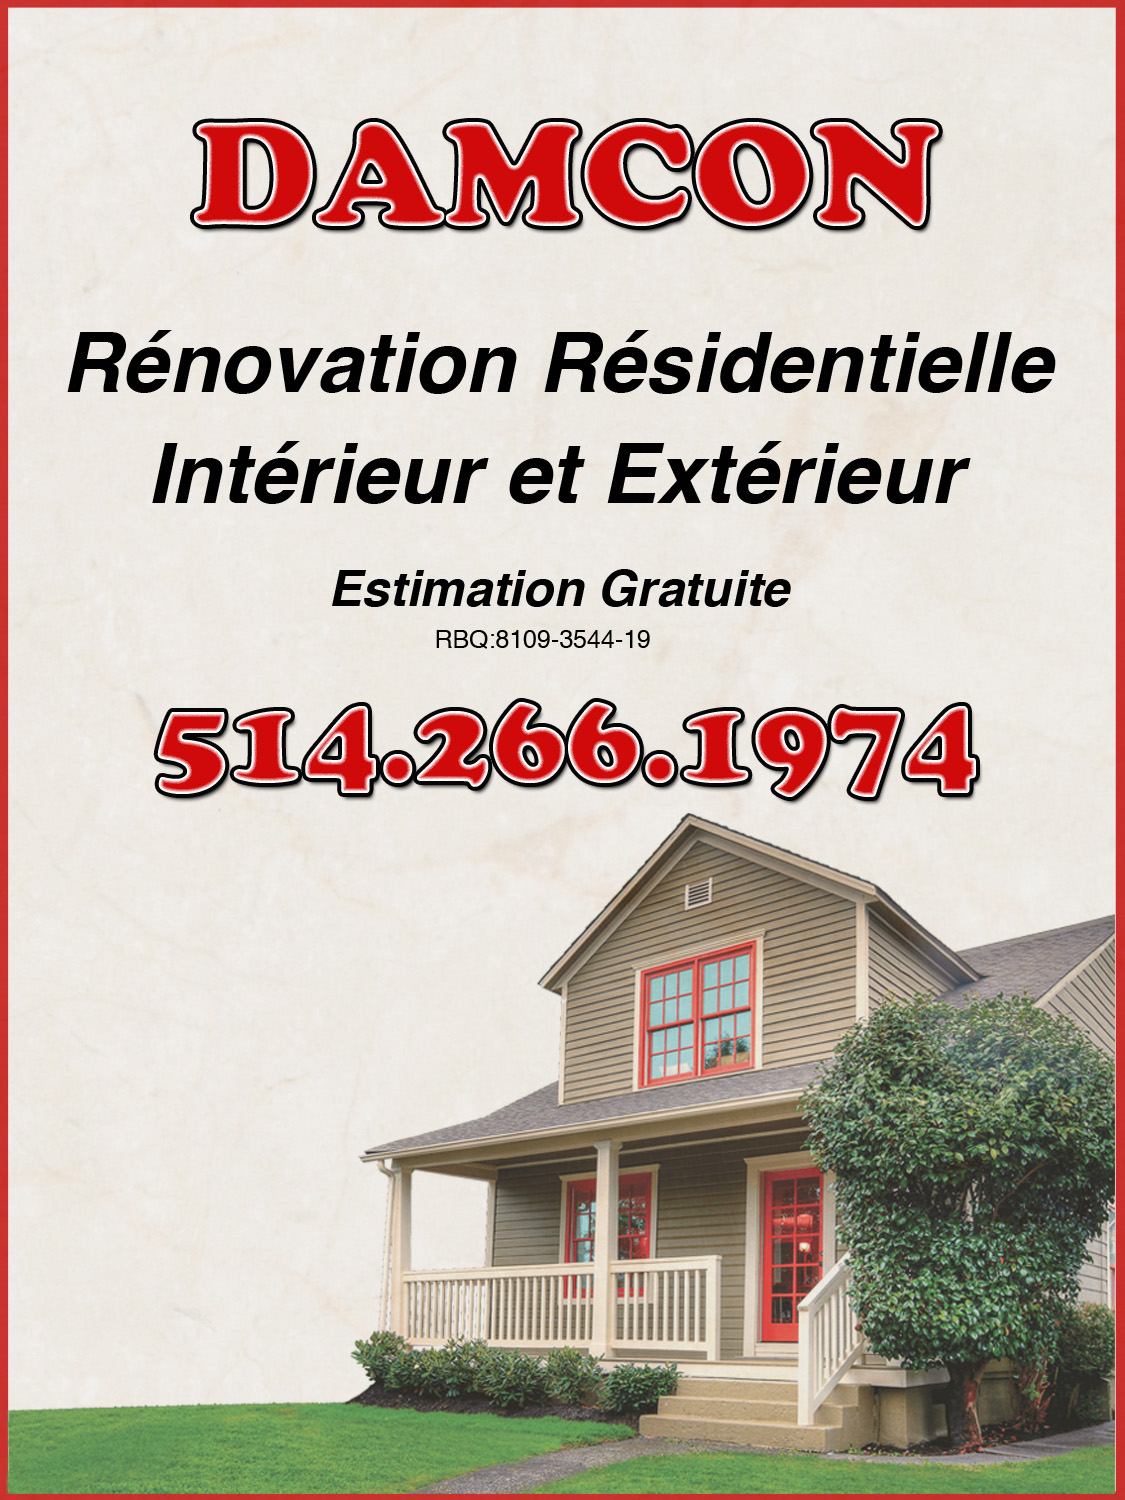 DAMCON
Rénovation Résidentielle
Intérieur et Extérieur
Estimation Gratuite
RBQ:8109-3544-19
514.266.1974